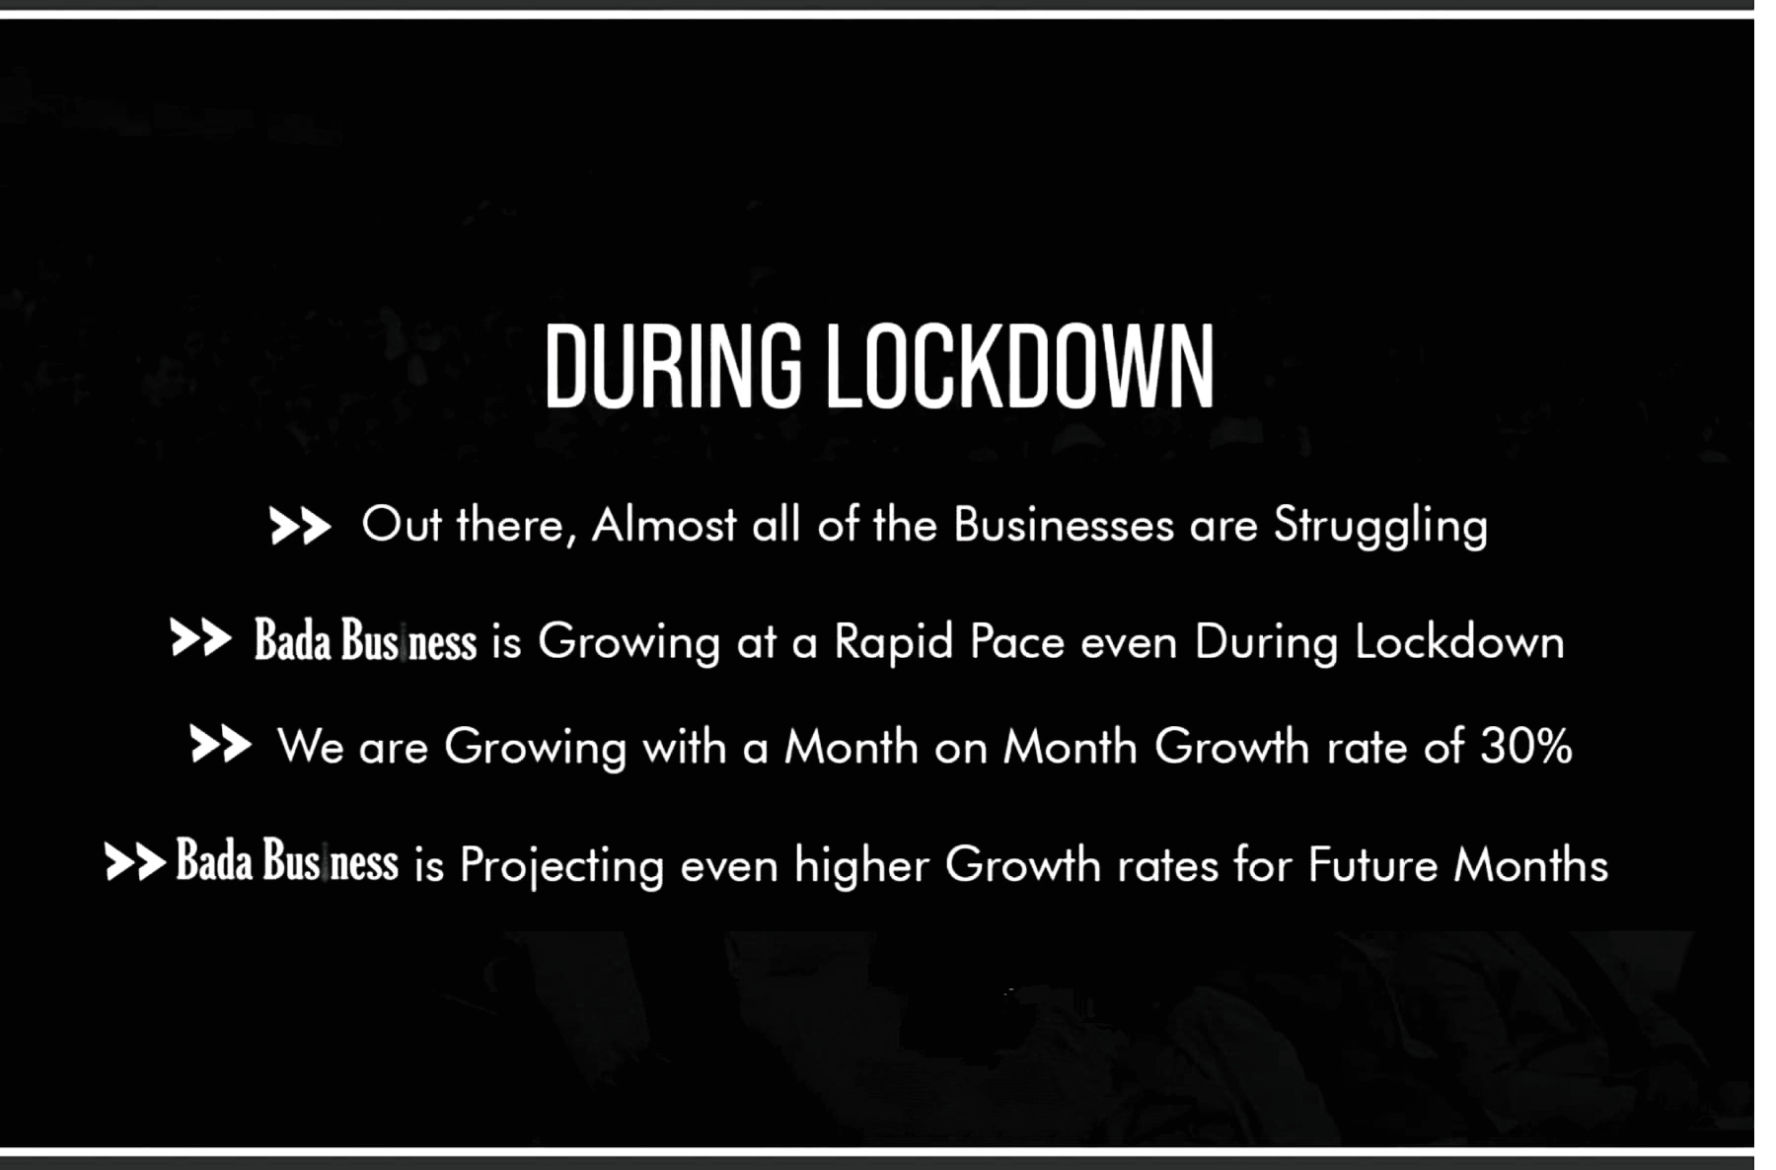 DURING LOCKDOWN
>> Out there, Almost all of the Businesses are Struggling
>> Bada Business is Growing at a Rapid Pace even During Lockdown
>> We are Growing with a Month on Month Growth rate of 30%
>> Bada Business is Projecting even higher Growth rates for Future Months